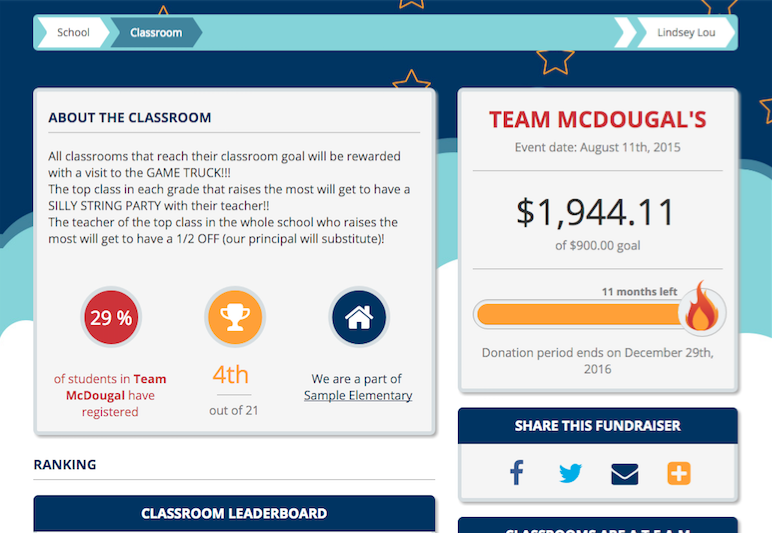 School
Classroom
Lindsey Lou
ABOUT THE CLASSROOM
All classrooms that reach their classroom goal will be rewarded
with a visit to the GAME TRUCK!!!
The top class in each grade that raises the most will get to have a
SILLY STRING PARTY with their teacher!!
The teacher of the top class in the whole school who raises the
most will get to have a 1/2 OFF (our principal will substitute)!
29 %
of students in Team
McDougal have
registered
4th
out of 21
We are a part of
Sample Elementary
RANKING
CLASSROOM LEADERBOARD
TEAM MCDOUGAL'S
Event date: August 11th, 2015
$1,944.11
of $900.00 goal
11 months left
Donation period ends on December 29th,
2016
SHARE THIS FUNDRAISER
CLASSROOMS ARE A T.E.A.M